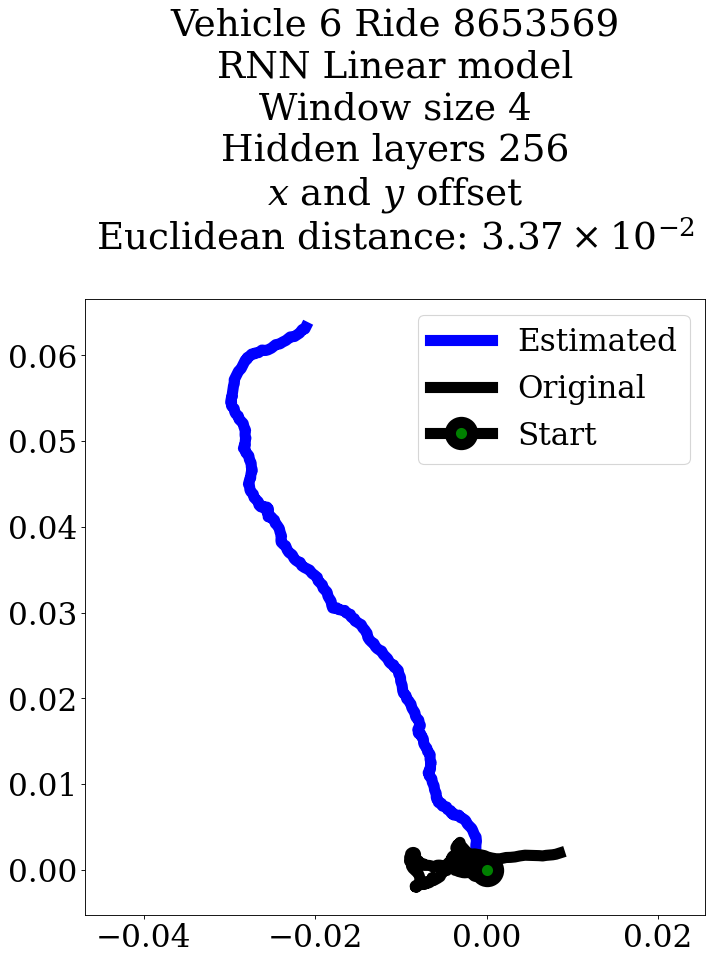 Vehicle 6 Ride 8653569
RNN Linear model
Window size 4
Hidden layers 256
x and y offset
Euclidean distance: 3.37 × 10⁻²
Estimated
Original
Start
0.06
0.05
0.04
0.03
0.02
0.01
0.00
−0.04 −0.02 0.00 0.02